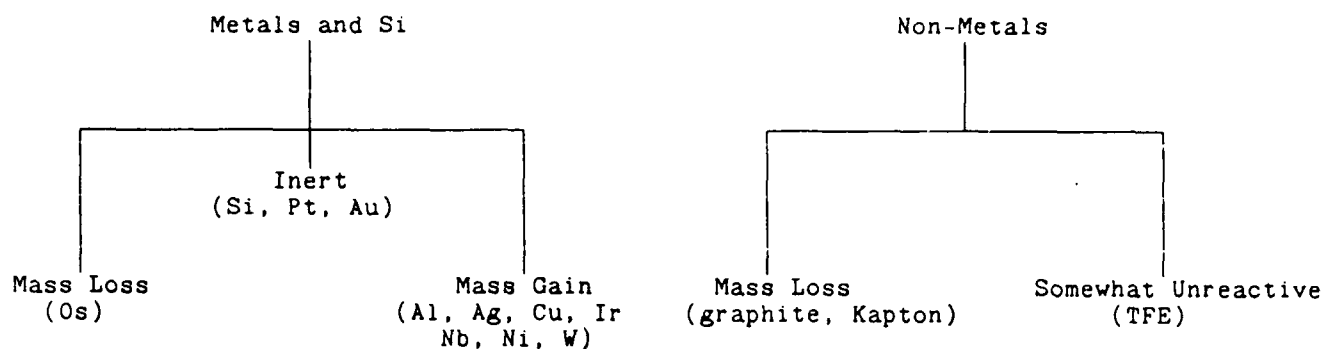 Metals and Si
Non-Metals
Inert
(Si, Pt, Au)
Mass Loss
(Os)
Mass Gain
(Al, Ag, Cu, Ir
Nb, Ni, W)
Mass Loss
(graphite, Kapton)
Somewhat Unreactive
(TFE)